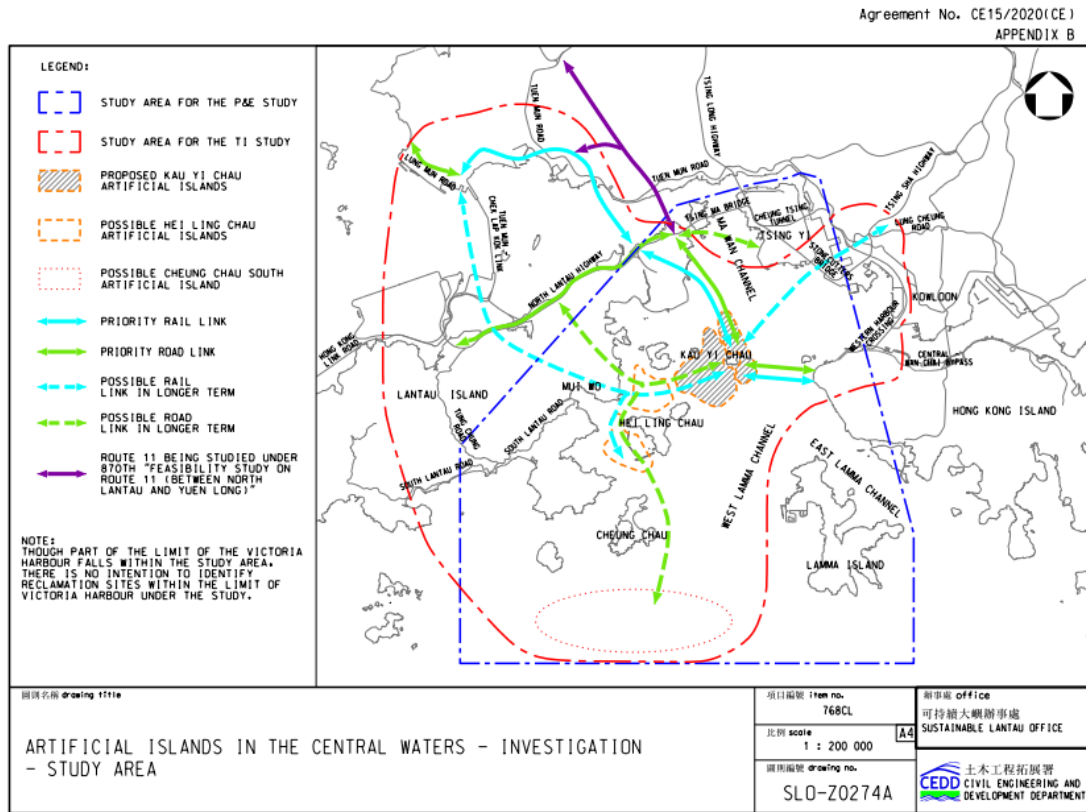 Agreement No. CE15/2020(CE)
APPENDIX B
LEGEND:
STUDY AREA FOR THE P&E STUDY
STUDY AREA FOR THE TI STUDY
PROPOSED KAU YI CHAU
ARTIFICIAL ISLANDS
POSSIBLE HEI LING CHAU
ARTIFICIAL ISLANDS
POSSIBLE CHEUNG CHAU SOUTH
ARTIFICIAL ISLAND
PRIORITY RAIL LINK
PRIORITY ROAD LINK
POSSIBLE RAIL
LINK IN LONGER TERM
POSSIBLE ROAD
LINK IN LONGER TERM
ROUTE 11 BEING STUDIED UNDER
870TH "FEASIBILITY STUDY ON
ROUTE 11 (BETWEEN NORTH
LANTAU AND YUEN LONG)"
NOTE:
THOUGH PART OF THE LIMIT OF THE VICTORIA
HARBOUR FALLS WITHIN THE STUDY AREA,
THERE IS NO INTENTION TO IDENTIFY
RECLAMATION SITES WITHIN THE LIMIT OF
VICTORIA HARBOUR UNDER THE STUDY.
TUEN MUN ROAD
TSING LONG HIGHWAY
LUNG MUN ROAD
TUEN MUN ROAD
TUEN MUN -
CHEK LAP KOK LINK
TSING MA BRIDGE
CHEUNG TSING
TUNNEL
TSING YI
TSING SHA HIGHWAY
LUNG CHEUNG
ROAD
MA WAN CHANNEL
STONECUTTERS
BRIDGE
KOWLOON
NORTH LANTAU HIGHWAY
WESTERN HARBOUR
CROSSING
HONG KONG
LINK ROAD
KAU YI CHAU
CENTRAL
WAN CHAI BYPASS
LANTAU ISLAND
MUI WO
HONG KONG ISLAND
TUNG CHUNG
ROAD
SOUTH LANTAU ROAD
HEI LING CHAU
SOUTH LANTAU ROAD
WEST LAMMA CHANNEL
EAST LAMMA CHANNEL
CHEUNG CHAU
LAMMA ISLAND
圖則名稱 drawing title
ARTIFICIAL ISLANDS IN THE CENTRAL WATERS - INVESTIGATION
- STUDY AREA
項目編號 item no.
768CL
比例 scale
A4
1 : 200 000
圖則編號 drawing no.
SLO-Z0274A
辦事處 office
可持續大嶼辦事處
SUSTAINABLE LANTAU OFFICE
CEDD
土木工程拓展署
CIVIL ENGINEERING AND
DEVELOPMENT DEPARTMENT